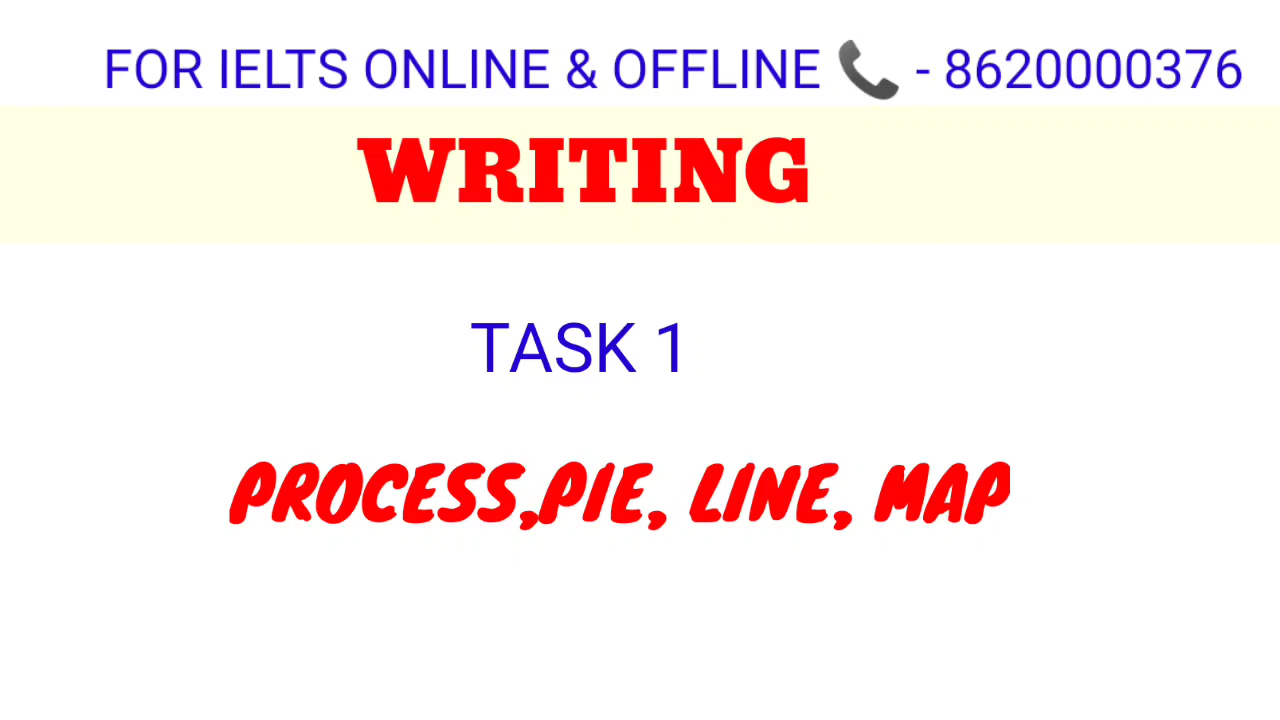 FOR IELTS ONLINE & OFFLINE 📞 - 8620000376
WRITING
TASK 1
PROCESS,PIE, LINE, MAP